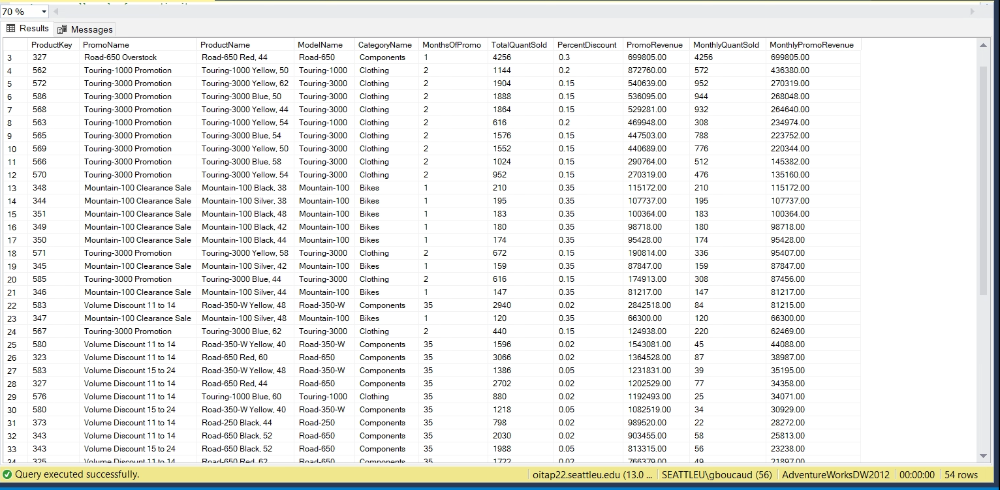 70 %
Results Messages
ProductKey PromoName ProductName ModelName CategoryName MonthsOfPromo TotalQuantSold PercentDiscount PromoRevenue MonthlyQuantSold MonthlyPromoRevenue
3 327 Road-650 Overstock Road-650 Red, 44 Road-650 Components 1 4256 0.3 699805.00 4256 699805.00
4 562 Touring-1000 Promotion Touring-1000 Yellow, 50 Touring-1000 Clothing 2 1144 0.2 872760.00 572 436380.00
5 572 Touring-3000 Promotion Touring-3000 Yellow, 62 Touring-3000 Clothing 2 1904 0.15 540639.00 952 270319.00
6 586 Touring-3000 Promotion Touring-3000 Blue, 50 Touring-3000 Clothing 2 1888 0.15 536095.00 944 268048.00
7 568 Touring-3000 Promotion Touring-3000 Yellow, 44 Touring-3000 Clothing 2 1864 0.15 529281.00 932 264640.00
8 563 Touring-1000 Promotion Touring-1000 Yellow, 54 Touring-1000 Clothing 2 616 0.2 469948.00 308 234974.00
9 565 Touring-3000 Promotion Touring-3000 Blue, 54 Touring-3000 Clothing 2 1576 0.15 447503.00 788 223752.00
10 569 Touring-3000 Promotion Touring-3000 Yellow, 50 Touring-3000 Clothing 2 1552 0.15 440689.00 776 220344.00
11 566 Touring-3000 Promotion Touring-3000 Blue, 58 Touring-3000 Clothing 2 1024 0.15 290764.00 512 145382.00
12 570 Touring-3000 Promotion Touring-3000 Yellow, 54 Touring-3000 Clothing 2 952 0.15 270319.00 476 135160.00
13 348 Mountain-100 Clearance Sale Mountain-100 Black, 38 Mountain-100 Bikes 1 210 0.35 115172.00 210 115172.00
14 344 Mountain-100 Clearance Sale Mountain-100 Silver, 38 Mountain-100 Bikes 1 195 0.35 107737.00 195 107737.00
15 351 Mountain-100 Clearance Sale Mountain-100 Black, 48 Mountain-100 Bikes 1 183 0.35 100364.00 183 100364.00
16 349 Mountain-100 Clearance Sale Mountain-100 Black, 42 Mountain-100 Bikes 1 180 0.35 98718.00 180 98718.00
17 350 Mountain-100 Clearance Sale Mountain-100 Black, 44 Mountain-100 Bikes 1 174 0.35 95428.00 174 95428.00
18 571 Touring-3000 Promotion Touring-3000 Yellow, 58 Touring-3000 Clothing 2 672 0.15 190814.00 336 95407.00
19 345 Mountain-100 Clearance Sale Mountain-100 Silver, 42 Mountain-100 Bikes 1 159 0.35 87847.00 159 87847.00
20 585 Touring-3000 Promotion Touring-3000 Blue, 44 Touring-3000 Clothing 2 616 0.15 174913.00 308 87456.00
21 346 Mountain-100 Clearance Sale Mountain-100 Silver, 44 Mountain-100 Bikes 1 147 0.35 81217.00 147 81217.00
22 583 Volume Discount 11 to 14 Road-350-W Yellow, 48 Road-350-W Components 35 2940 0.02 2842518.00 84 81215.00
23 347 Mountain-100 Clearance Sale Mountain-100 Silver, 48 Mountain-100 Bikes 1 120 0.35 66300.00 120 66300.00
24 567 Touring-3000 Promotion Touring-3000 Blue, 62 Touring-3000 Clothing 2 440 0.15 124938.00 220 62469.00
25 580 Volume Discount 11 to 14 Road-350-W Yellow, 40 Road-350-W Components 35 1596 0.02 1543081.00 45 44088.00
26 323 Volume Discount 11 to 14 Road-650 Red, 60 Road-650 Components 35 3066 0.02 1364528.00 87 38987.00
27 583 Volume Discount 15 to 24 Road-350-W Yellow, 48 Road-350-W Components 35 1386 0.05 1231831.00 39 35195.00
28 327 Volume Discount 11 to 14 Road-650 Red, 44 Road-650 Components 35 2702 0.02 1202529.00 77 34358.00
29 576 Volume Discount 11 to 14 Touring-1000 Blue, 60 Touring-1000 Clothing 35 880 0.02 1192493.00 25 34071.00
30 580 Volume Discount 15 to 24 Road-350-W Yellow, 40 Road-350-W Components 35 1218 0.05 1082519.00 34 30929.00
31 373 Volume Discount 11 to 14 Road-250 Black, 44 Road-250 Components 35 798 0.02 989520.00 22 28272.00
32 343 Volume Discount 11 to 14 Road-650 Black, 52 Road-650 Components 35 2030 0.02 903455.00 58 25813.00
33 343 Volume Discount 15 to 24 Road-650 Black, 52 Road-650 Components 35 1988 0.05 813315.00 56 23238.00
34 325 Volume Discount 11 to 14 Road-650 Red, 62 Road-650 Components 35 1722 0.02 766379.00 49 21897.00
Query executed successfully. oitap22.seattleu.edu (13.0 ... SEATTLEU\gboucaud (56) AdventureWorksDW2012 00:00:00 54 rows